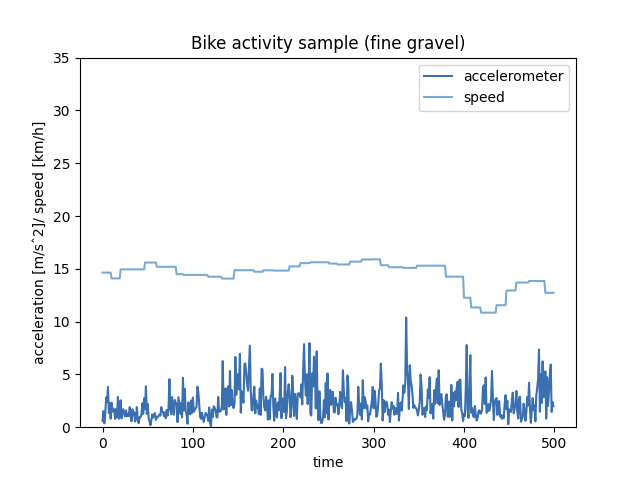 Bike activity sample (fine gravel)
accelerometer
speed
acceleration [m/sˆ2]/ speed [km/h]
35
30
25
20
15
10
5
0
0 100 200 300 400 500
time